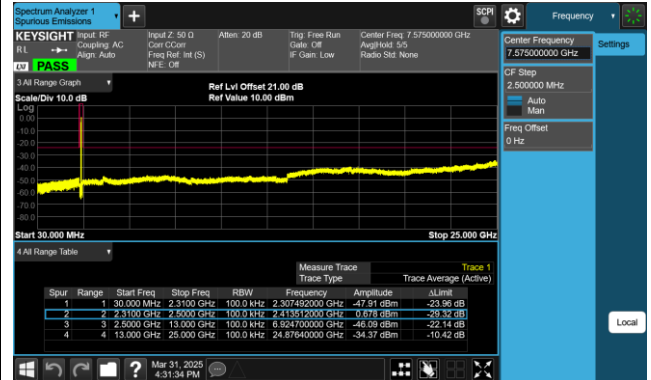 Spectrum Analyzer 1
Spurious Emissions
SCPI
Frequency
KEYSIGHT
RL
LXI
PASS
Input: RF
Coupling: AC
Align: Auto
Input Z: 50 Ω
Corr CCorr
Freq Ref: Int (S)
NFE: Off
Atten: 20 dB
Trig: Free Run
Gate: Off
IF Gain: Low
Center Freq: 7.575000000 GHz
Avg|Hold: 5/5
Radio Std: None
Center Frequency
7.575000000 GHz
Settings
CF Step
2.500000 MHz
Auto
Man
Freq Offset
0 Hz
Local
3 All Range Graph
Scale/Div 10.0 dB
Ref Lvl Offset 21.00 dB
Ref Value 10.00 dBm
Log
0.00
-10.0
-20.0
-30.0
-40.0
-50.0
-60.0
-70.0
-80.0
Start 30.000 MHz
Stop 25.000 GHz
4 All Range Table
Measure Trace Trace 1
Trace Type Trace Average (Active)
Spur Range Start Freq Stop Freq RBW Frequency Amplitude ΔLimit
1 1 30.000 MHz 2.3100 GHz 100.0 kHz 2.307492000 GHz -47.91 dBm -23.96 dB
2 2 2.3100 GHz 2.5000 GHz 100.0 kHz 2.413512000 GHz 0.678 dBm -29.32 dB
3 3 2.5000 GHz 13.000 GHz 100.0 kHz 6.924700000 GHz -46.09 dBm -22.14 dB
4 4 13.000 GHz 25.000 GHz 100.0 kHz 24.87640000 GHz -34.37 dBm -10.42 dB
Mar 31, 2025
4:31:34 PM